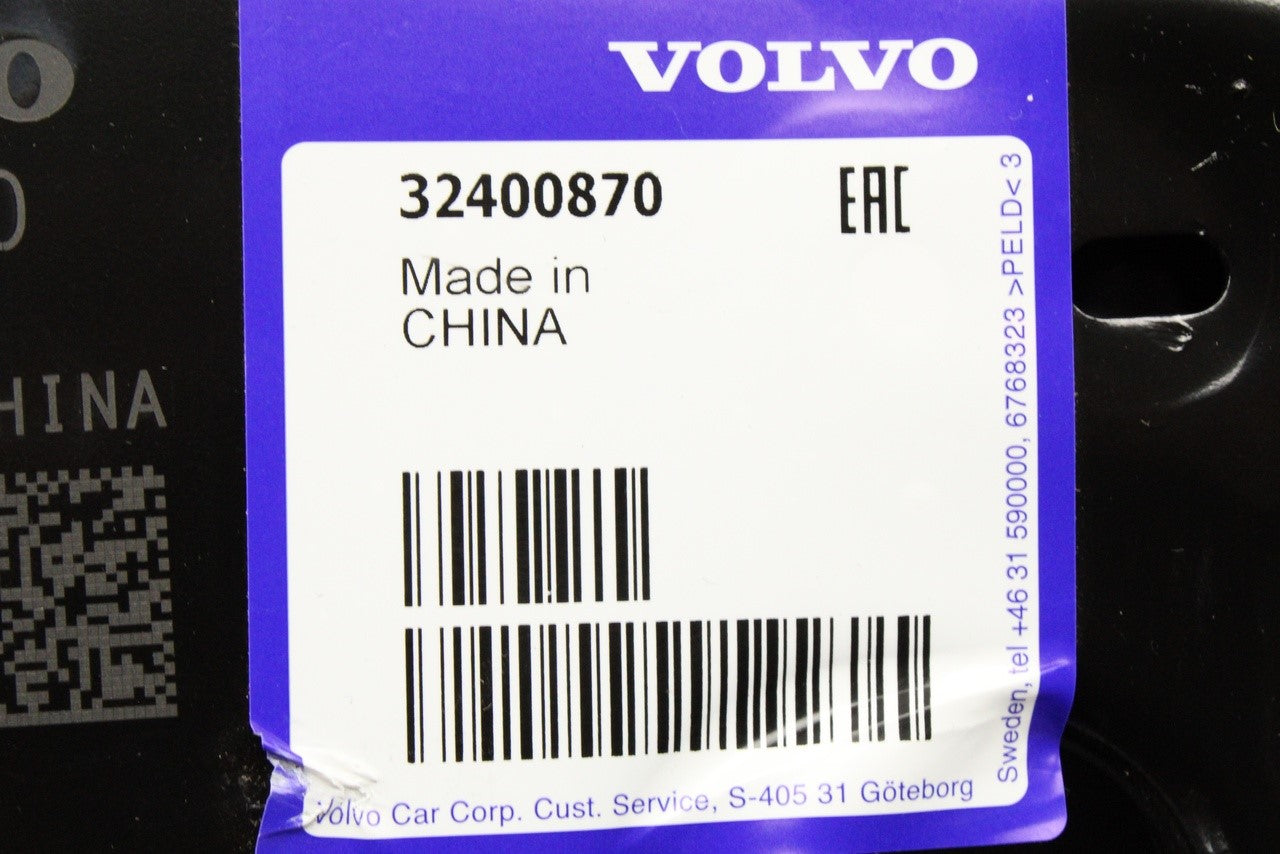 VOLVO
32400870
EAC
Made in
CHINA
Volvo Car Corp. Cust. Service, S-405 31 Göteborg
Sweden, tel +46 31 590000, 6768323 >PELD< 3
O
0
HINA